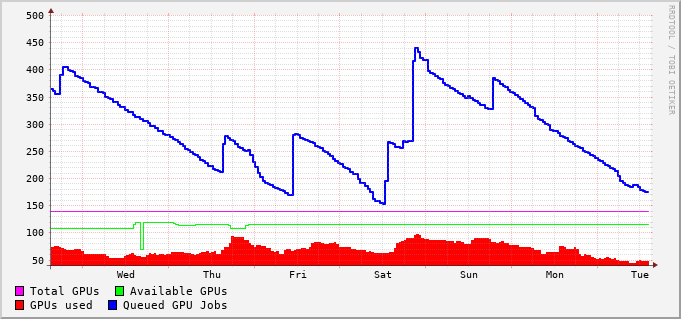 500
450
400
350
300
250
200
150
100
50
Wed Thu Fri Sat Sun Mon Tue
RRDTOOL / TOBI OETIKER
Total GPUs Available GPUs
GPUs used Queued GPU Jobs